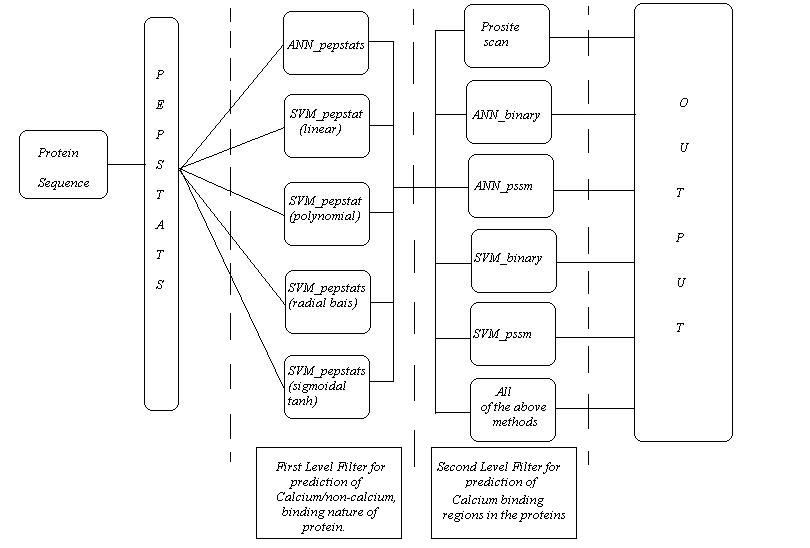 Protein
Sequence
P
E
P
S
T
A
T
S
ANN_pepstats
SVM_pepstat
(linear)
SVM_pepstat
(polynomial)
SVM_pepstats
(radial bais)
SVM_pepstats
(sigmoidal
tanh)
First Level Filter for
prediction of
Calcium/non-calcium,
binding nature of
protein.
Prosite
scan
ANN_binary
ANN_pssm
SVM_binary
SVM_pssm
All
of the above
methods
Second Level Filter for
prediction of
Calcium binding
regions in the proteins
O
U
T
P
U
T